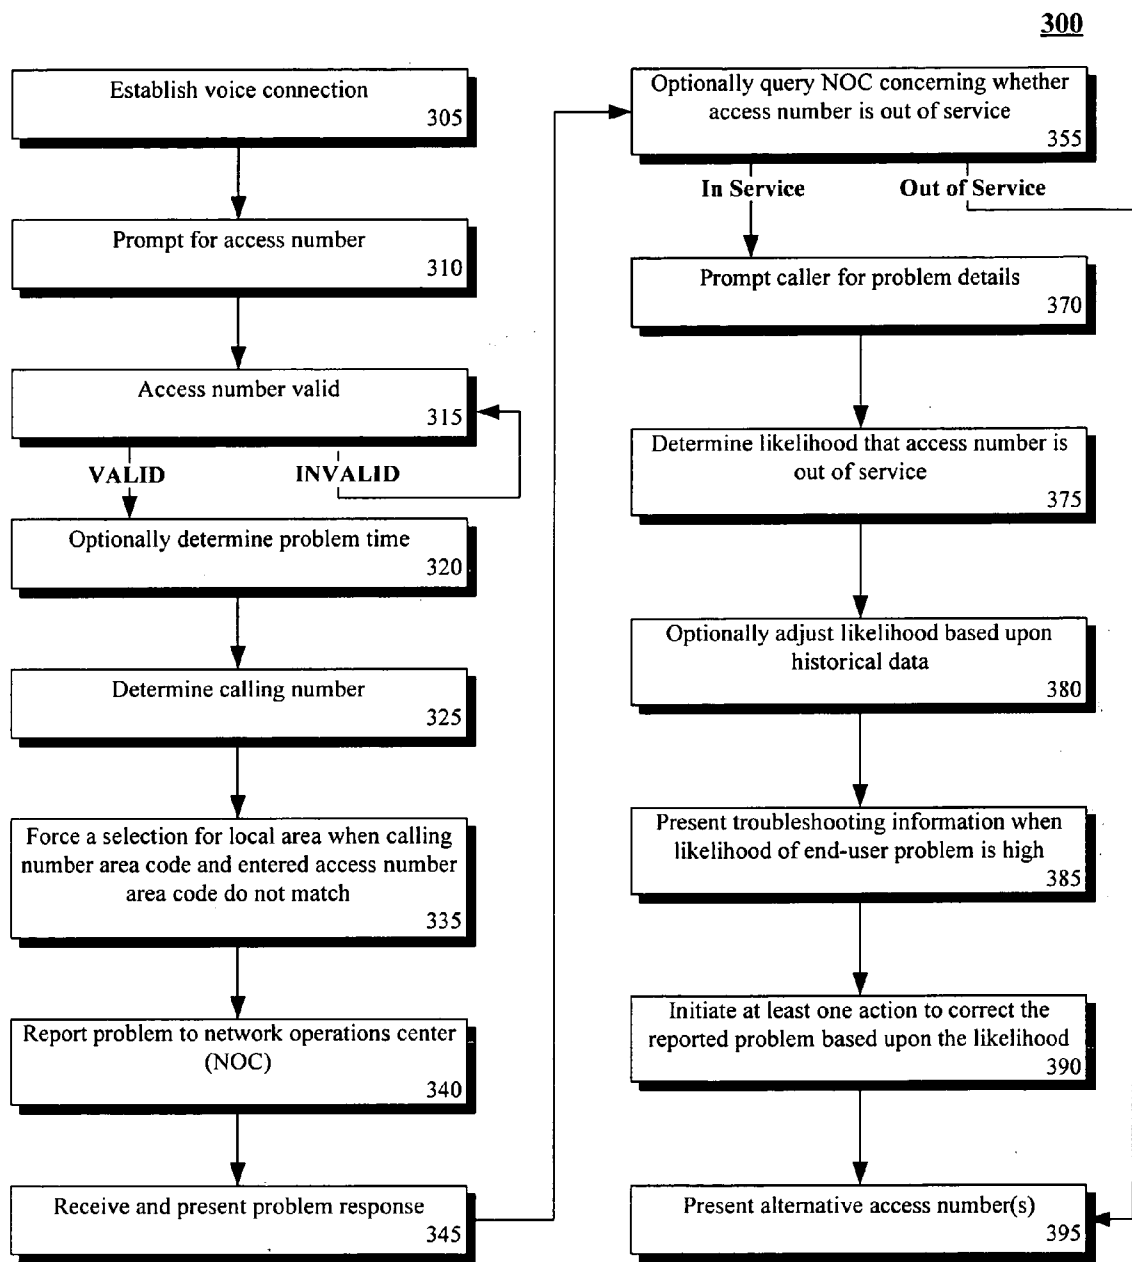 300
Establish voice connection
305
Prompt for access number
310
Access number valid
315
VALID
INVALID
Optionally determine problem time
320
Determine calling number
325
Force a selection for local area when calling
number area code and entered access number
area code do not match
335
Report problem to network operations center
(NOC)
340
Receive and present problem response
345
Optionally query NOC concerning whether
access number is out of service
355
In Service
Out of Service
Prompt caller for problem details
370
Determine likelihood that access number is
out of service
375
Optionally adjust likelihood based upon
historical data
380
Present troubleshooting information when
likelihood of end-user problem is high
385
Initiate at least one action to correct the
reported problem based upon the likelihood
390
Present alternative access number(s)
395